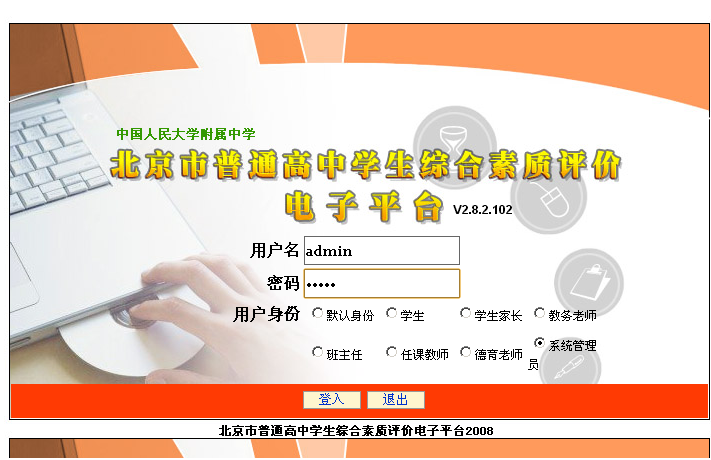 中国人民大学附属中学
北京市普通高中学生综合素质评价
电子平台 V2.8.2.102
用户名 admin
密码 •••••
用户身份 默认身份 学生 学生家长 教务老师
班主任 任课教师 德育老师 系统管理
员
登入 退出
北京市普通高中学生综合素质评价电子平台2008